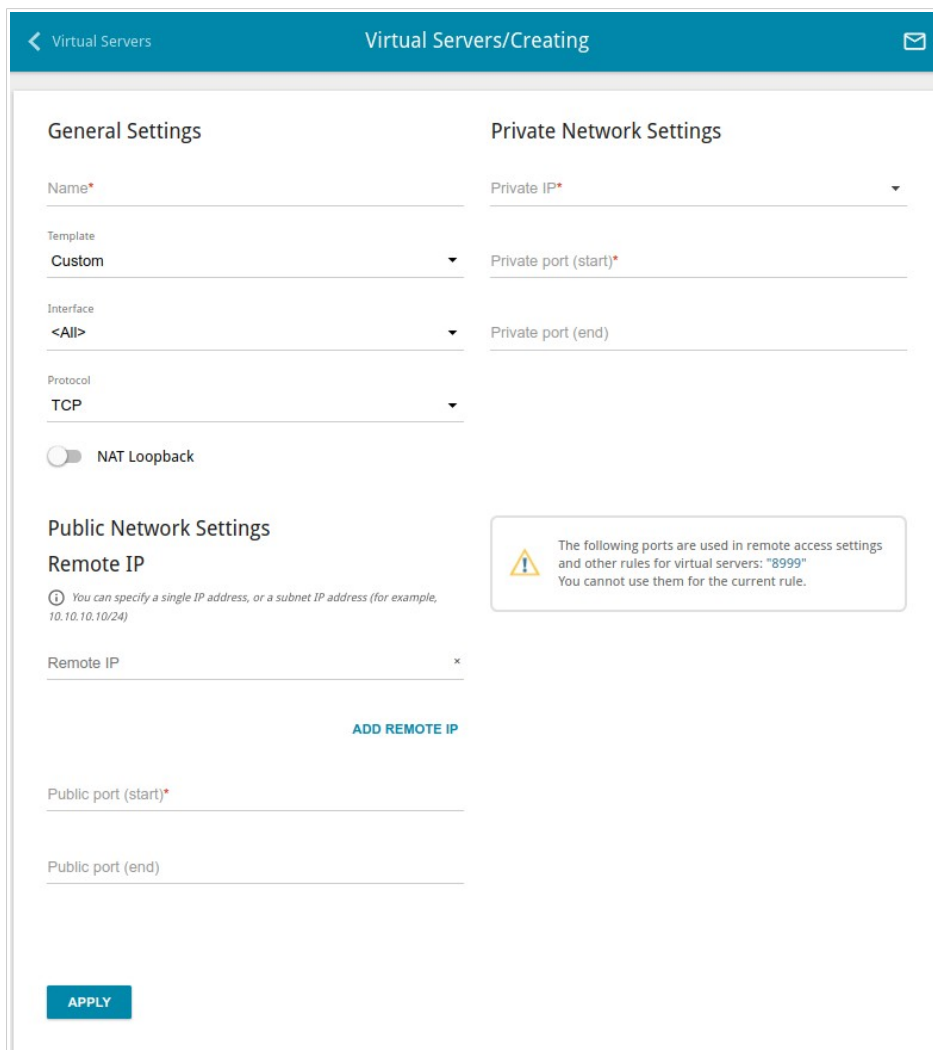 Virtual Servers
Virtual Servers/Creating
General Settings
Name*
Template
Custom
Interface
<All>
Protocol
TCP
NAT Loopback
Private Network Settings
Private IP*
Private port (start)*
Private port (end)
Public Network Settings
Remote IP
You can specify a single IP address, or a subnet IP address (for example,
10.10.10.10/24)
Remote IP
ADD REMOTE IP
Public port (start)*
Public port (end)
The following ports are used in remote access settings
and other rules for virtual servers: "8999"
You cannot use them for the current rule.
APPLY